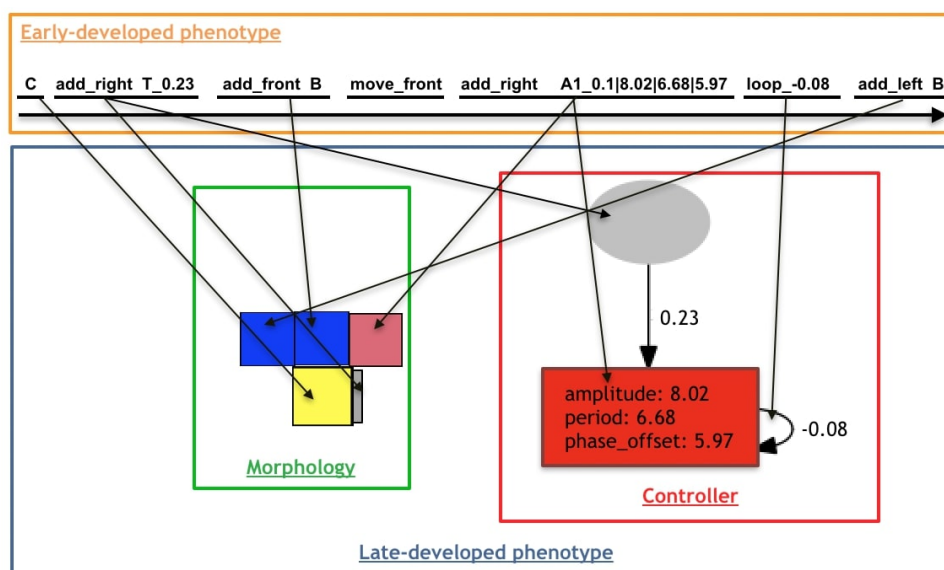 Early-developed phenotype
C add_right T_0.23 add_front B move_front add_right A1_0.1|8.02|6.68|5.97 loop_-0.08 add_left B
0.23
amplitude: 8.02
period: 6.68
phase_offset: 5.97
-0.08
Morphology
Controller
Late-developed phenotype